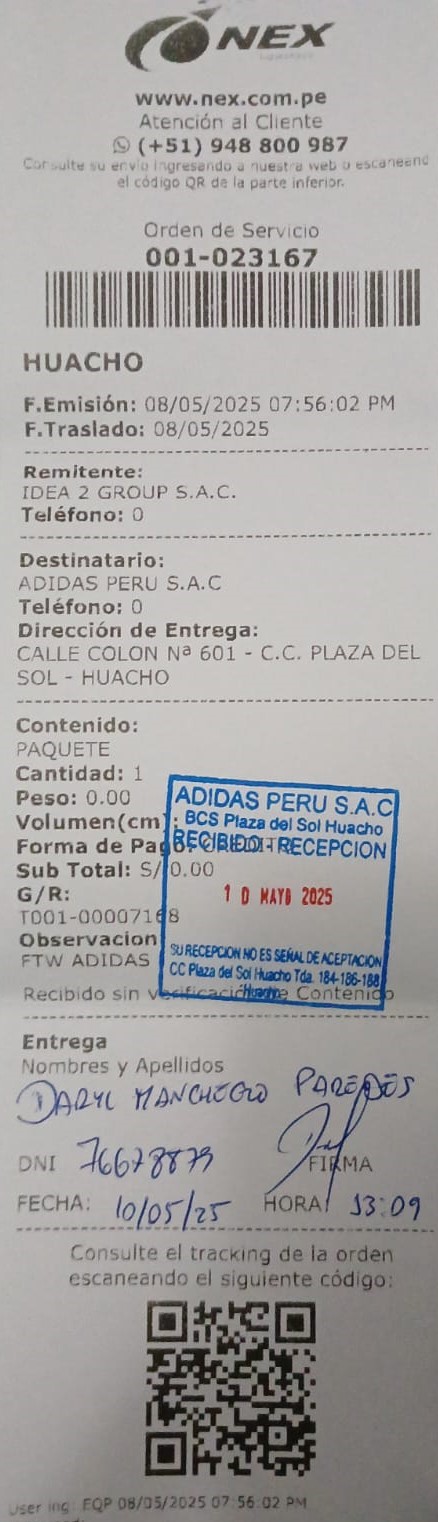 NEX
www.nex.com.pe
Atención al Cliente
(+51) 948 800 987
Consulte su envío ingresando a nuestra web o escaneand
el código QR de la parte inferior.
Orden de Servicio
001-023167
HUACHO
F.Emisión: 08/05/2025 07:56:02 PM
F.Traslado: 08/05/2025
Remitente:
IDEA 2 GROUP S.A.C.
Teléfono: 0
Destinatario:
ADIDAS PERU S.A.C
Teléfono: 0
Dirección de Entrega:
CALLE COLON Nª 601 - C.C. PLAZA DEL
SOL - HUACHO
Contenido:
PAQUETE
Cantidad: 1
Peso: 0.00
Volumen(cm):
Forma de Pago: CREDITO
Sub Total: S/ 0.00
G/R:
T001-00007168
Observacion
FTW ADIDAS
Recibido sin verificación de Contenido
ADIDAS PERU S.A.C
BCS Plaza del Sol Huacho
RECIBIDO - RECEPCION
10 MAYO 2025
SU RECEPCION NO ES SEÑAL DE ACEPTACION
CC Plaza del Sol Huacho Tda. 184-186-188
Huacho
Entrega
Nombres y Apellidos
DARYL MANCHEGO PAREDES
DNI 76678879
FIRMA
FECHA: 10/05/25 HORA: 13:09
Consulte el tracking de la orden
escaneando el siguiente código:
User ing: EQP 08/05/2025 07:56:02 PM